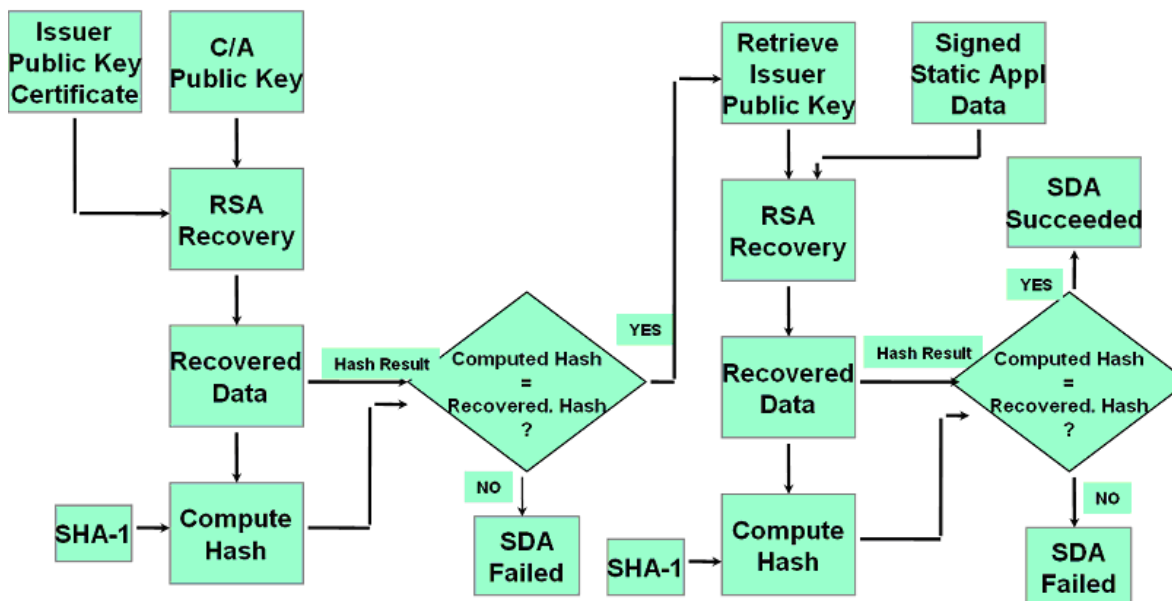 Issuer
Public Key
Certificate
C/A
Public Key
RSA
Recovery
Recovered
Data
Hash Result
Computed Hash
=
Recovered. Hash
?
YES
NO
SDA
Failed
SHA-1
Compute
Hash
Retrieve
Issuer
Public Key
Signed
Static Appl
Data
RSA
Recovery
SDA
Succeeded
YES
Recovered
Data
Hash Result
Computed Hash
=
Recovered. Hash
?
NO
SHA-1
Compute
Hash
SDA
Failed